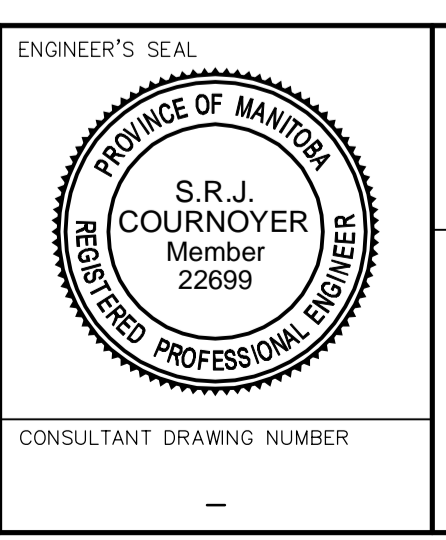 ENGINEER'S SEAL
PROVINCE OF MANITOBA
S.R.J.
COURNOYER
Member
22699
REGISTERED PROFESSIONAL ENGINEER
CONSULTANT DRAWING NUMBER
–